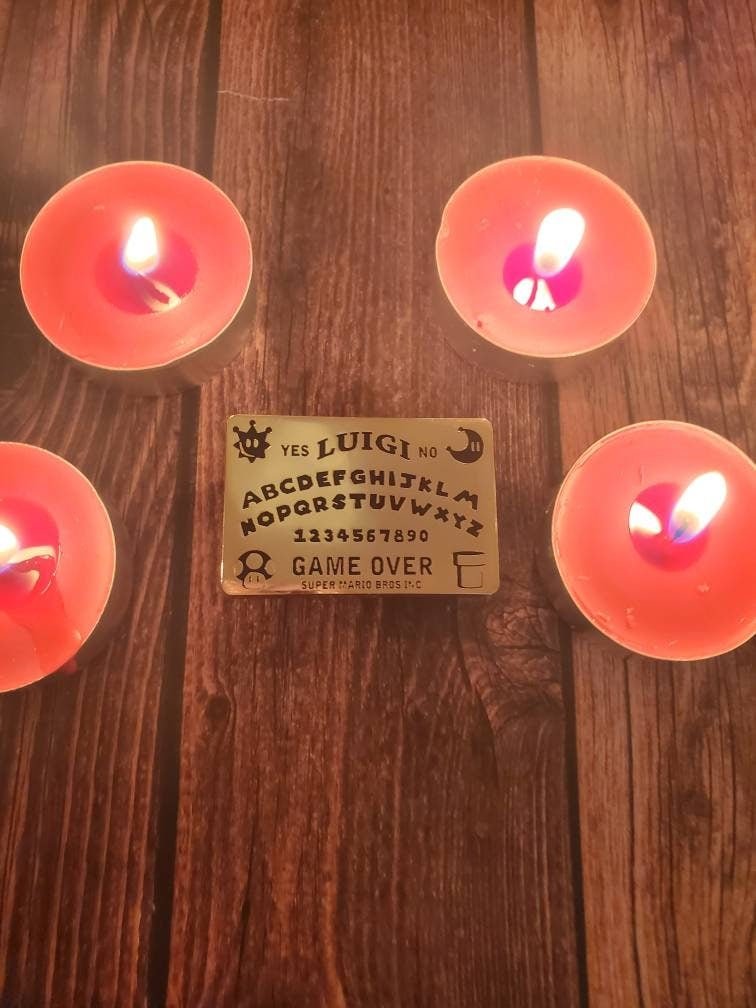 YES LUIGI NO
ABCDEFGHIJKLM
NOPQRSTUVWXYZ
1234567890
GAME OVER
SUPER MARIO BROS INC